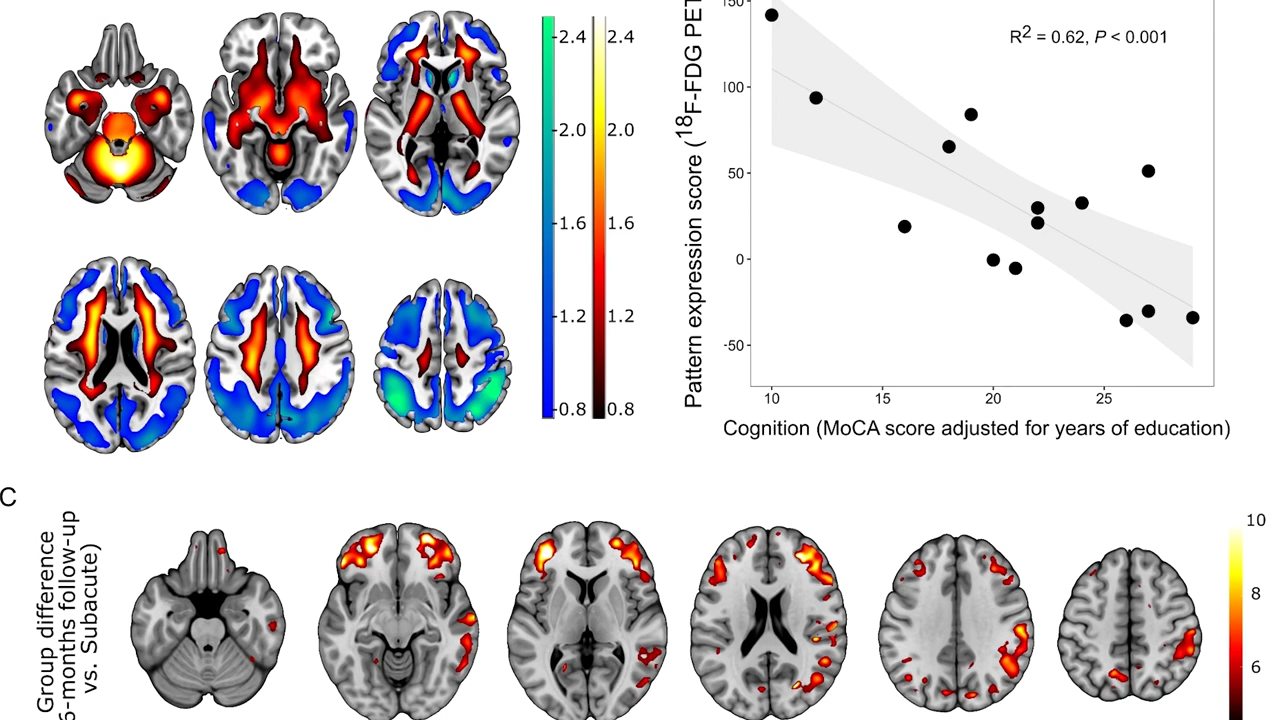 2.4 2.4
2.0 2.0
1.6 1.6
1.2 1.2
0.8 0.8
Pattern expression score (18F-FDG PET
150
100
50
0
-50
R2 = 0.62, P < 0.001
10 15 20 25
Cognition (MoCA score adjusted for years of education)
C
Group difference
6-months follow-up
vs. Subacute)
10
8
6